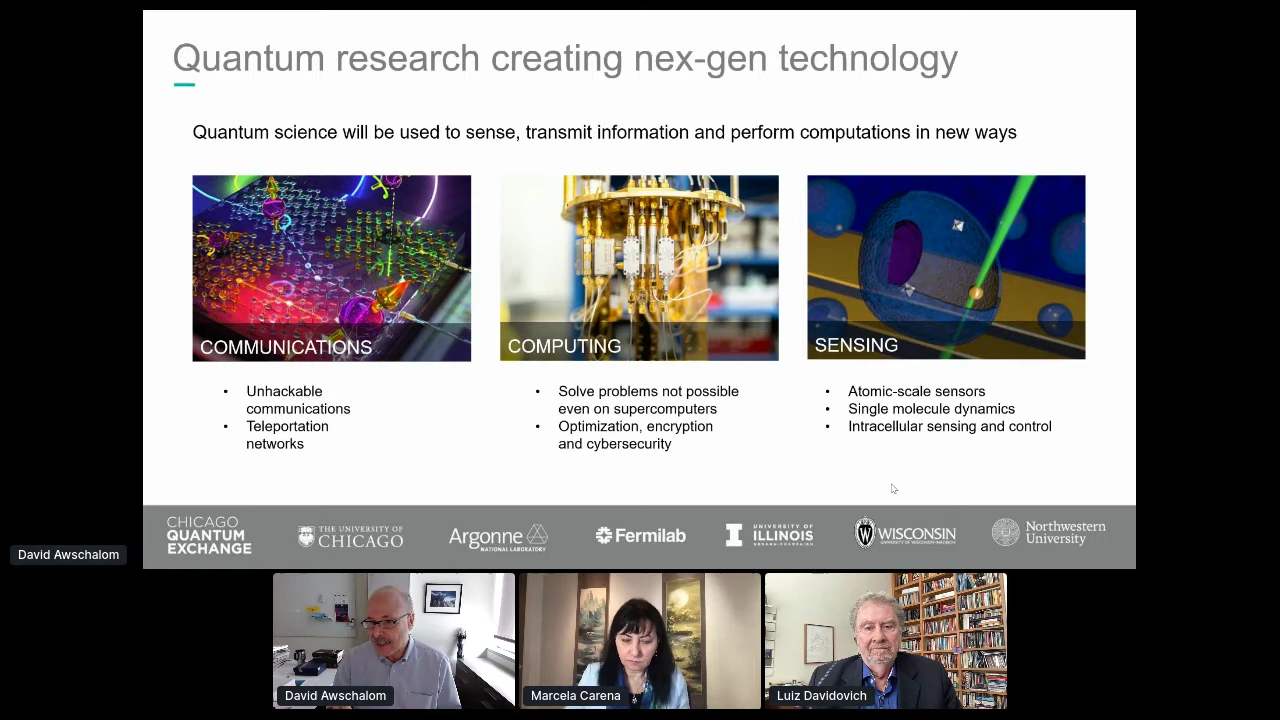 Quantum research creating nex-gen technology
Quantum science will be used to sense, transmit information and perform computations in new ways
COMMUNICATIONS
COMPUTING
SENSING
• Unhackable
communications
• Teleportation
networks
• Solve problems not possible
even on supercomputers
• Optimization, encryption
and cybersecurity
• Atomic-scale sensors
• Single molecule dynamics
• Intracellular sensing and control
CHICAGO
QUANTUM
EXCHANGE
THE UNIVERSITY OF
CHICAGO
Argonne
NATIONAL LABORATORY
Fermilab
I
UNIVERSITY OF
ILLINOIS
URBANA-CHAMPAIGN
W
WISCONSIN
UNIVERSITY OF WISCONSIN-MADISON
Northwestern
University
David Awschalom
David Awschalom
Marcela Carena
Luiz Davidovich